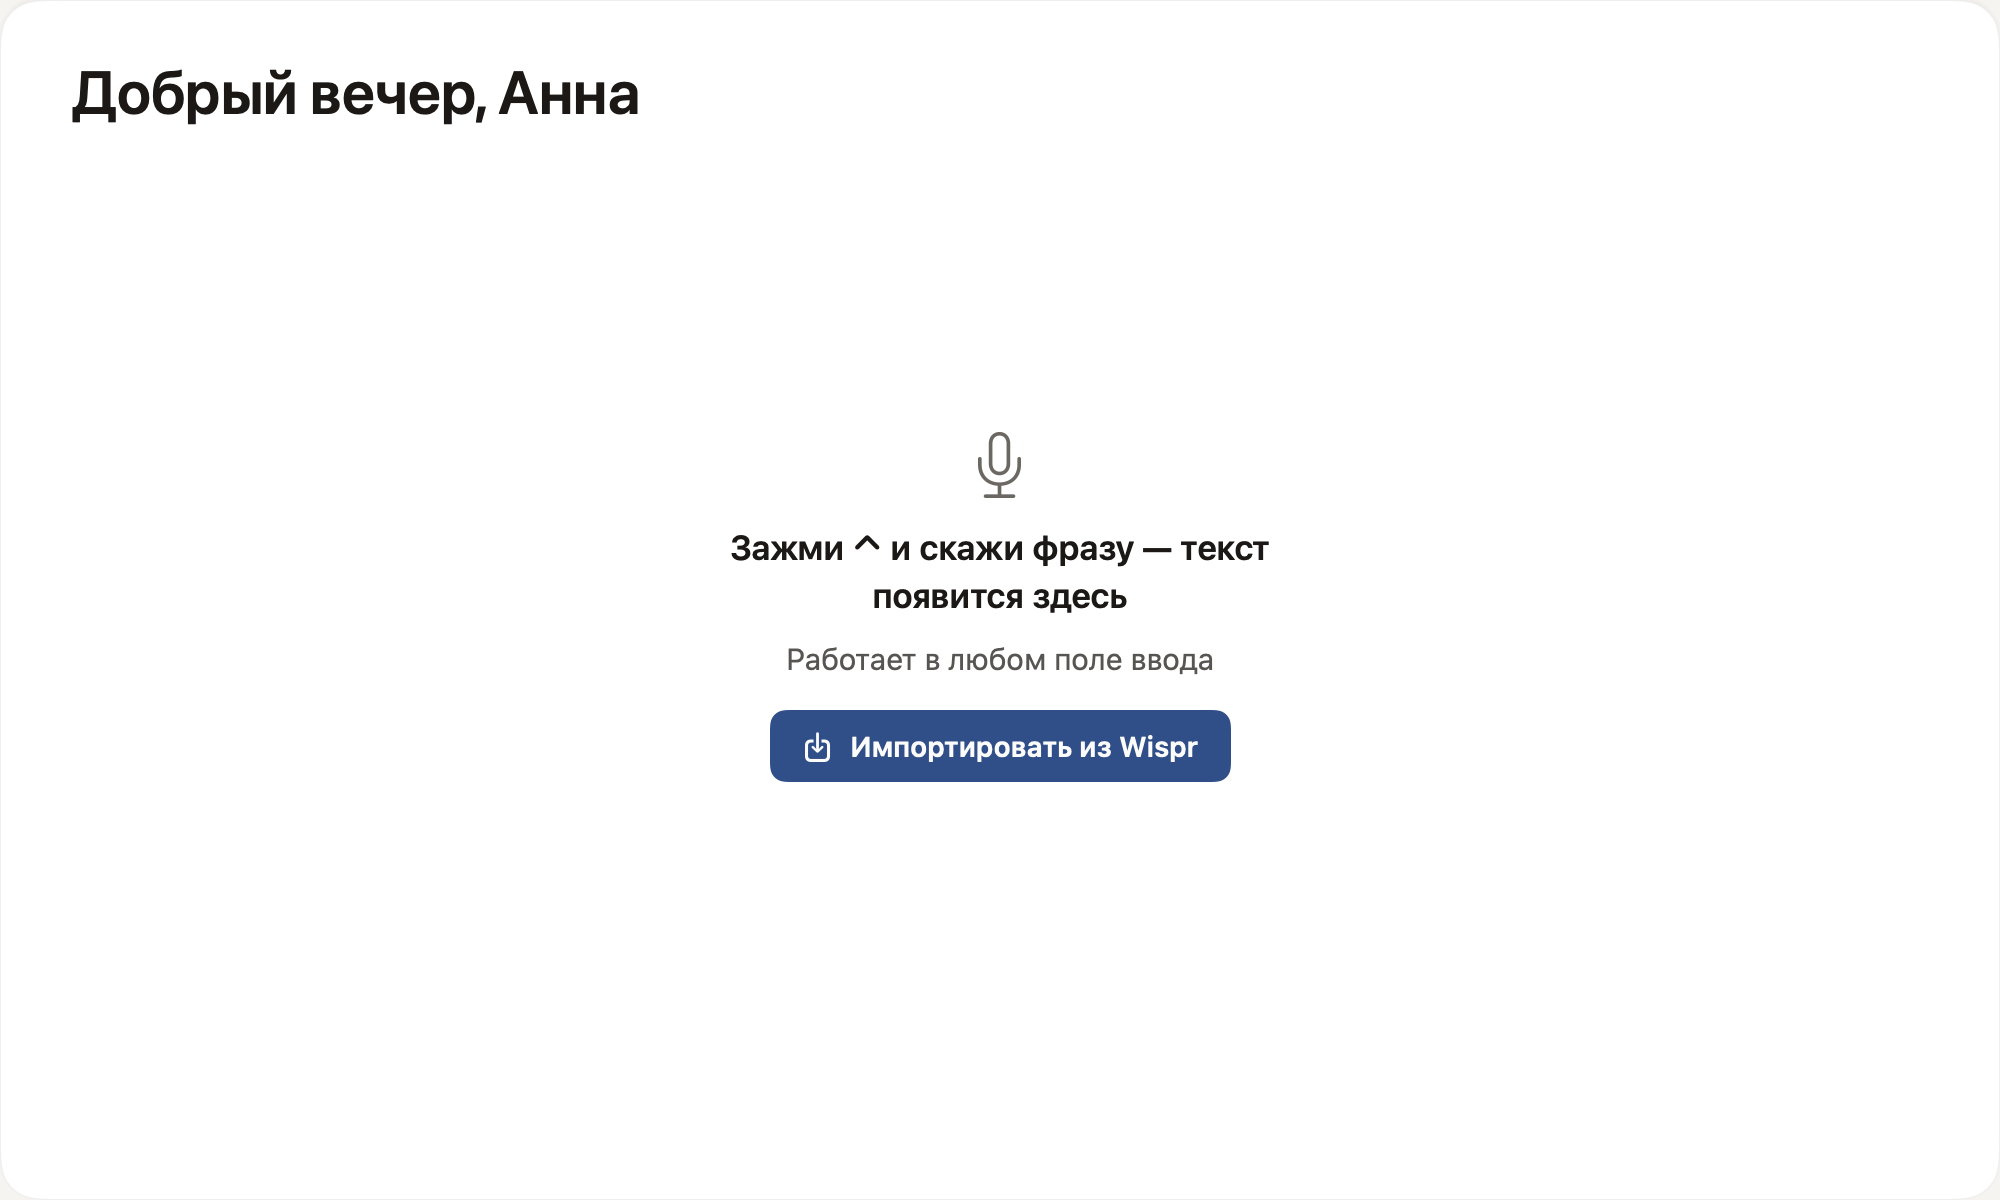 Добрый вечер, Анна
Зажми ^ и скажи фразу — текст
появится здесь
Работает в любом поле ввода
Импортировать из Wispr